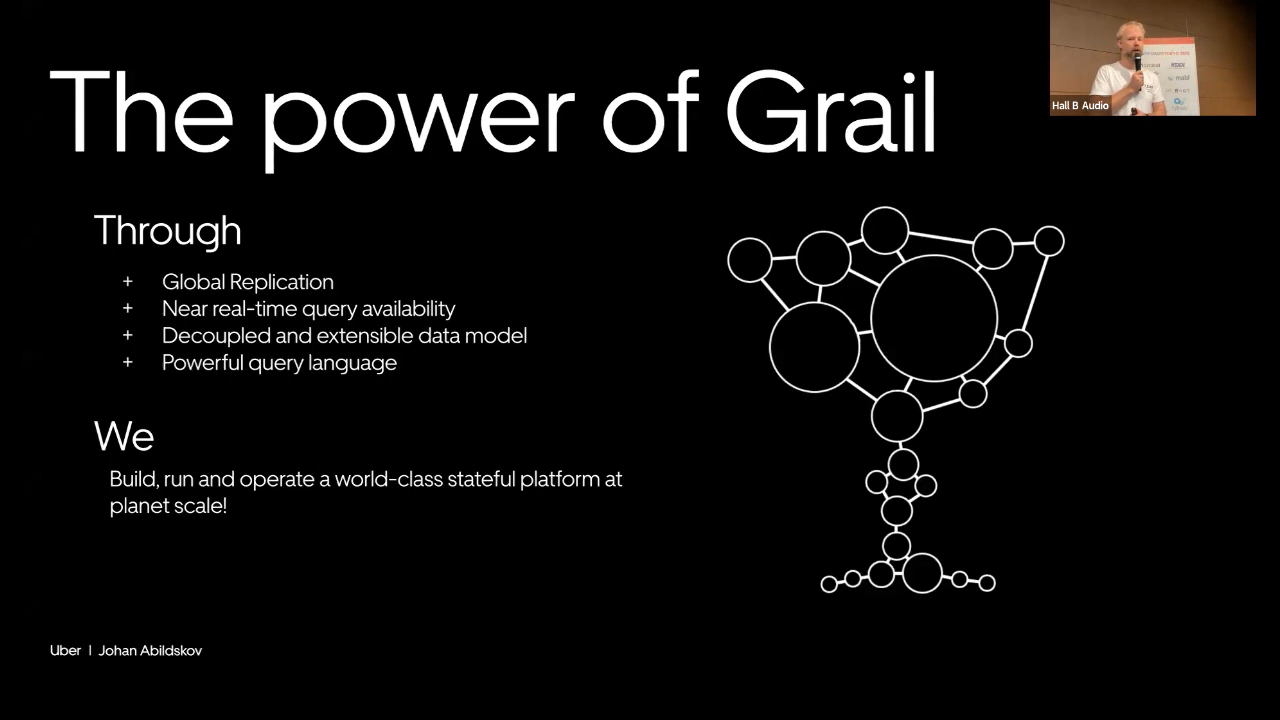 The power of Grail
Hall B Audio
Through
+ Global Replication
+ Near real-time query availability
+ Decoupled and extensible data model
+ Powerful query language
We
Build, run and operate a world-class stateful platform at
planet scale!
Uber | Johan Abildskov
mabl